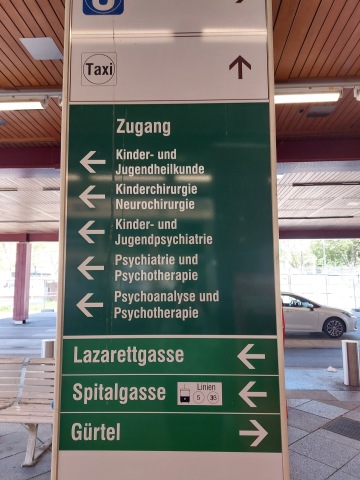 U
Taxi
Zugang
Kinder- und
Jugendheilkunde
Kinderchirurgie
Neurochirurgie
Kinder- und
Jugendpsychiatrie
Psychiatrie und
Psychotherapie
Psychoanalyse und
Psychotherapie
Lazarettgasse
Spitalgasse
Linien
5 36
Gürtel